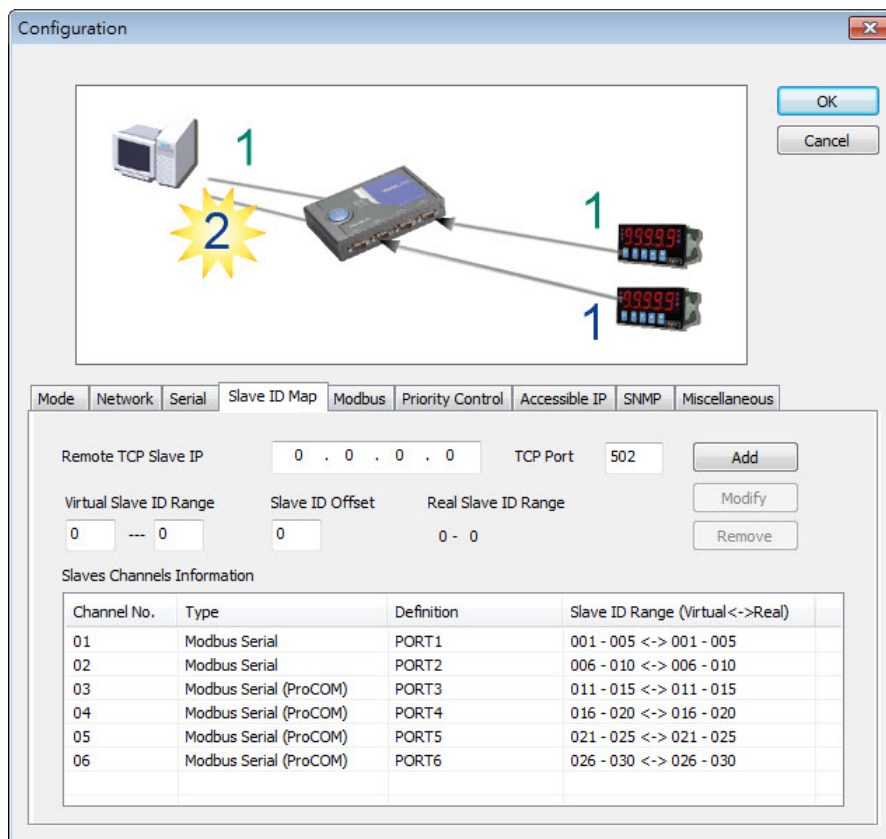 Configuration
OK
Cancel
1
2
1
99999
99999
1
Mode Network Serial Slave ID Map Modbus Priority Control Accessible IP SNMP Miscellaneous
Remote TCP Slave IP 0 . 0 . 0 . 0 TCP Port 502 Add
Virtual Slave ID Range Slave ID Offset Real Slave ID Range Modify
0 --- 0 0 0 - 0 Remove
Slaves Channels Information
Channel No. Type Definition Slave ID Range (Virtual<->Real)
01 Modbus Serial PORT1 001 - 005 <-> 001 - 005
02 Modbus Serial PORT2 006 - 010 <-> 006 - 010
03 Modbus Serial (ProCOM) PORT3 011 - 015 <-> 011 - 015
04 Modbus Serial (ProCOM) PORT4 016 - 020 <-> 016 - 020
05 Modbus Serial (ProCOM) PORT5 021 - 025 <-> 021 - 025
06 Modbus Serial (ProCOM) PORT6 026 - 030 <-> 026 - 030